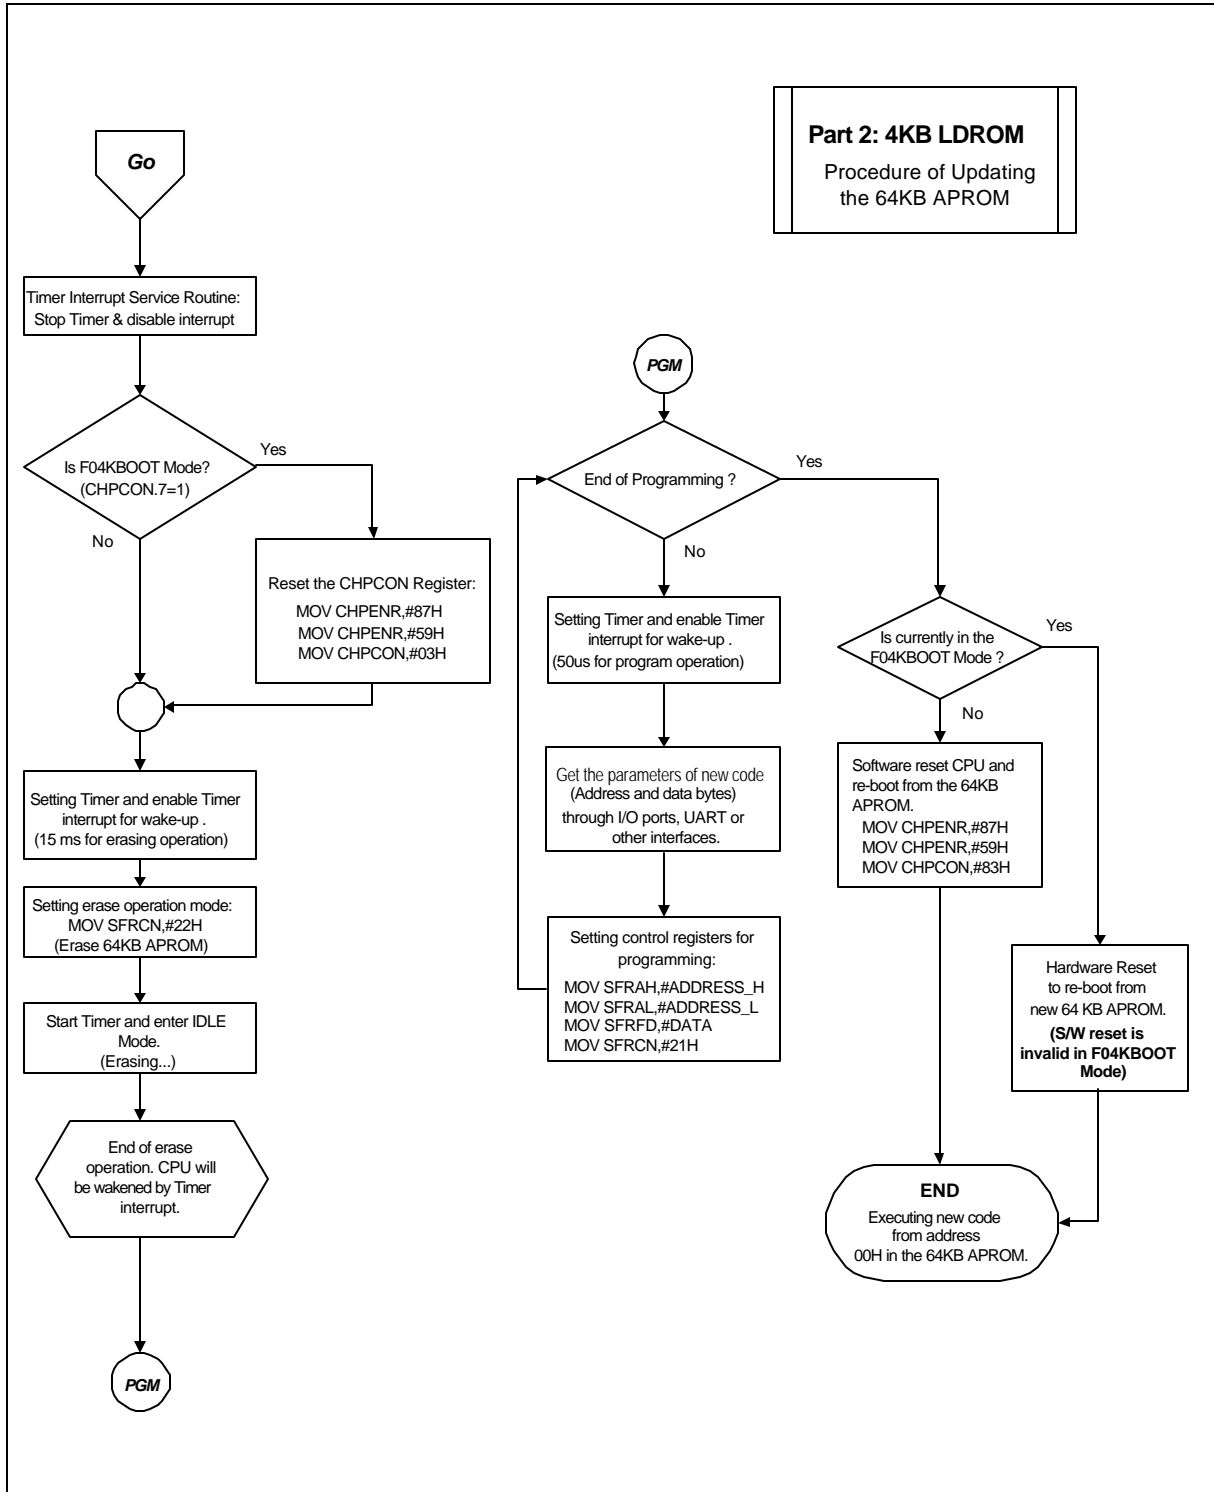 Part 2: 4KB LDROM
Procedure of Updating
the 64KB APROM
Go
Timer Interrupt Service Routine:
Stop Timer & disable interrupt
Is F04KBOOT Mode?
(CHPCON.7=1)
Yes
No
Reset the CHPCON Register:
MOV CHPENR,#87H
MOV CHPENR,#59H
MOV CHPCON,#03H
Setting Timer and enable Timer
interrupt for wake-up .
(15 ms for erasing operation)
Setting erase operation mode:
MOV SFRCN,#22H
(Erase 64KB APROM)
Start Timer and enter IDLE
Mode.
(Erasing...)
End of erase
operation. CPU will
be wakened by Timer
interrupt.
PGM
PGM
End of Programming ?
Yes
No
Setting Timer and enable Timer
interrupt for wake-up .
(50us for program operation)
Get the parameters of new code
(Address and data bytes)
through I/O ports, UART or
other interfaces.
Setting control registers for
programming:
MOV SFRAH,#ADDRESS_H
MOV SFRAL,#ADDRESS_L
MOV SFRFD,#DATA
MOV SFRCN,#21H
Is currently in the
F04KBOOT Mode ?
Yes
No
Software reset CPU and
re-boot from the 64KB
APROM.
MOV CHPENR,#87H
MOV CHPENR,#59H
MOV CHPCON,#83H
Hardware Reset
to re-boot from
new 64 KB APROM.
(S/W reset is
invalid in F04KBOOT
Mode)
END
Executing new code
from address
00H in the 64KB APROM.